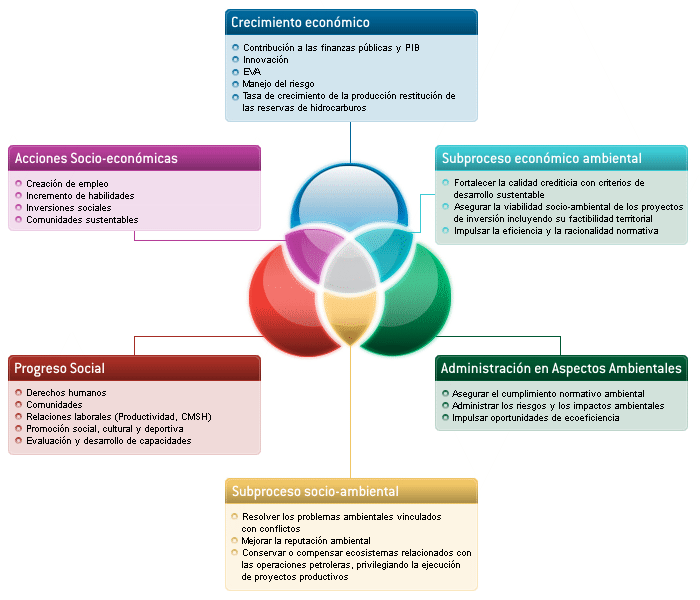 Crecimiento económico
Contribución a las finanzas públicas y PIB
Innovación
EVA
Manejo del riesgo
Tasa de crecimiento de la producción restitución de
las reservas de hidrocarburos
Acciones Socio-económicas
Creación de empleo
Incremento de habilidades
Inversiones sociales
Comunidades sustentables
Subproceso económico ambiental
Fortalecer la calidad crediticia con criterios de
desarrollo sustentable
Asegurar la viabilidad socio-ambiental de los proyectos
de inversión incluyendo su factibilidad territorial
Impulsar la eficiencia y la racionalidad normativa
Progreso Social
Derechos humanos
Comunidades
Relaciones laborales (Productividad, CMSH)
Promoción social, cultural y deportiva
Evaluación y desarrollo de capacidades
Administración en Aspectos Ambientales
Asegurar el cumplimiento normativo ambiental
Administrar los riesgos y los impactos ambientales
Impulsar oportunidades de ecoeficiencia
Subproceso socio-ambiental
Resolver los problemas ambientales vinculados
con conflictos
Mejorar la reputación ambiental
Conservar o compensar ecosistemas relacionados con
las operaciones petroleras, privilegiando la ejecución
de proyectos productivos